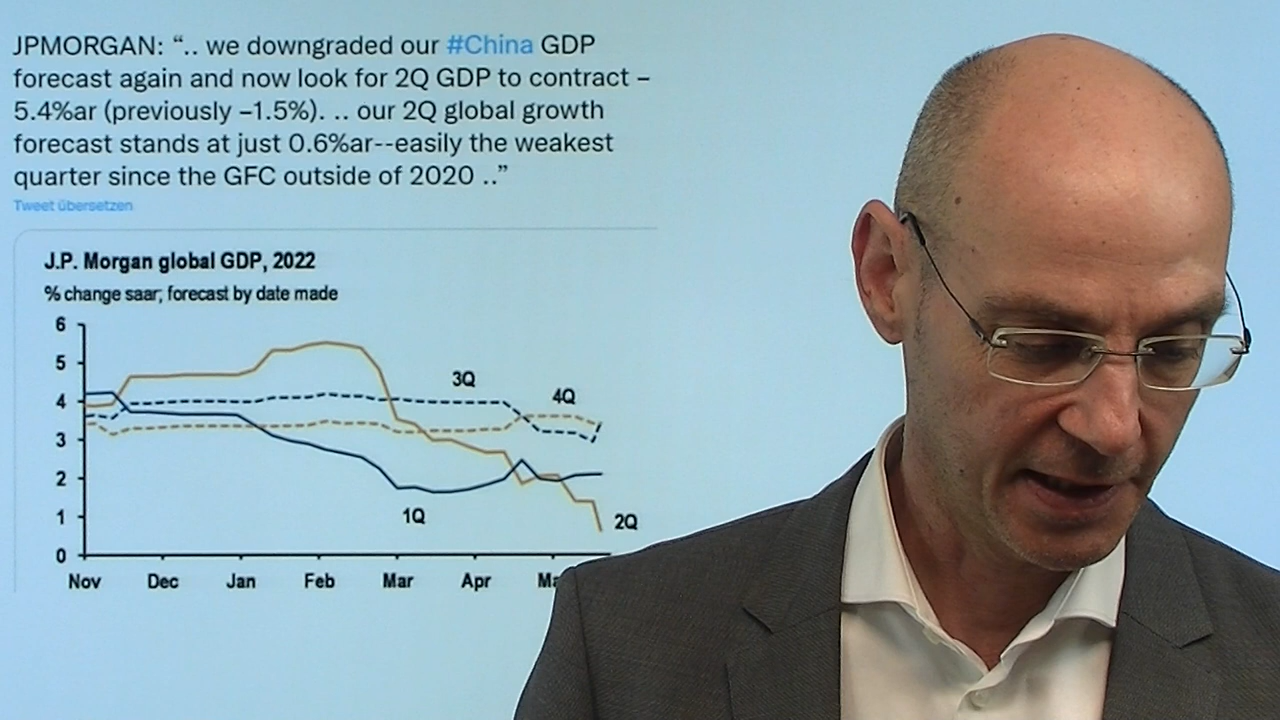 JPMORGAN: “.. we downgraded our #China GDP
forecast again and now look for 2Q GDP to contract –
5.4%ar (previously –1.5%). .. our 2Q global growth
forecast stands at just 0.6%ar--easily the weakest
quarter since the GFC outside of 2020 ..”
Tweet übersetzen
J.P. Morgan global GDP, 2022
% change saar; forecast by date made
6
5
4
3
2
1
0
3Q
4Q
1Q
2Q
Nov Dec Jan Feb Mar Apr